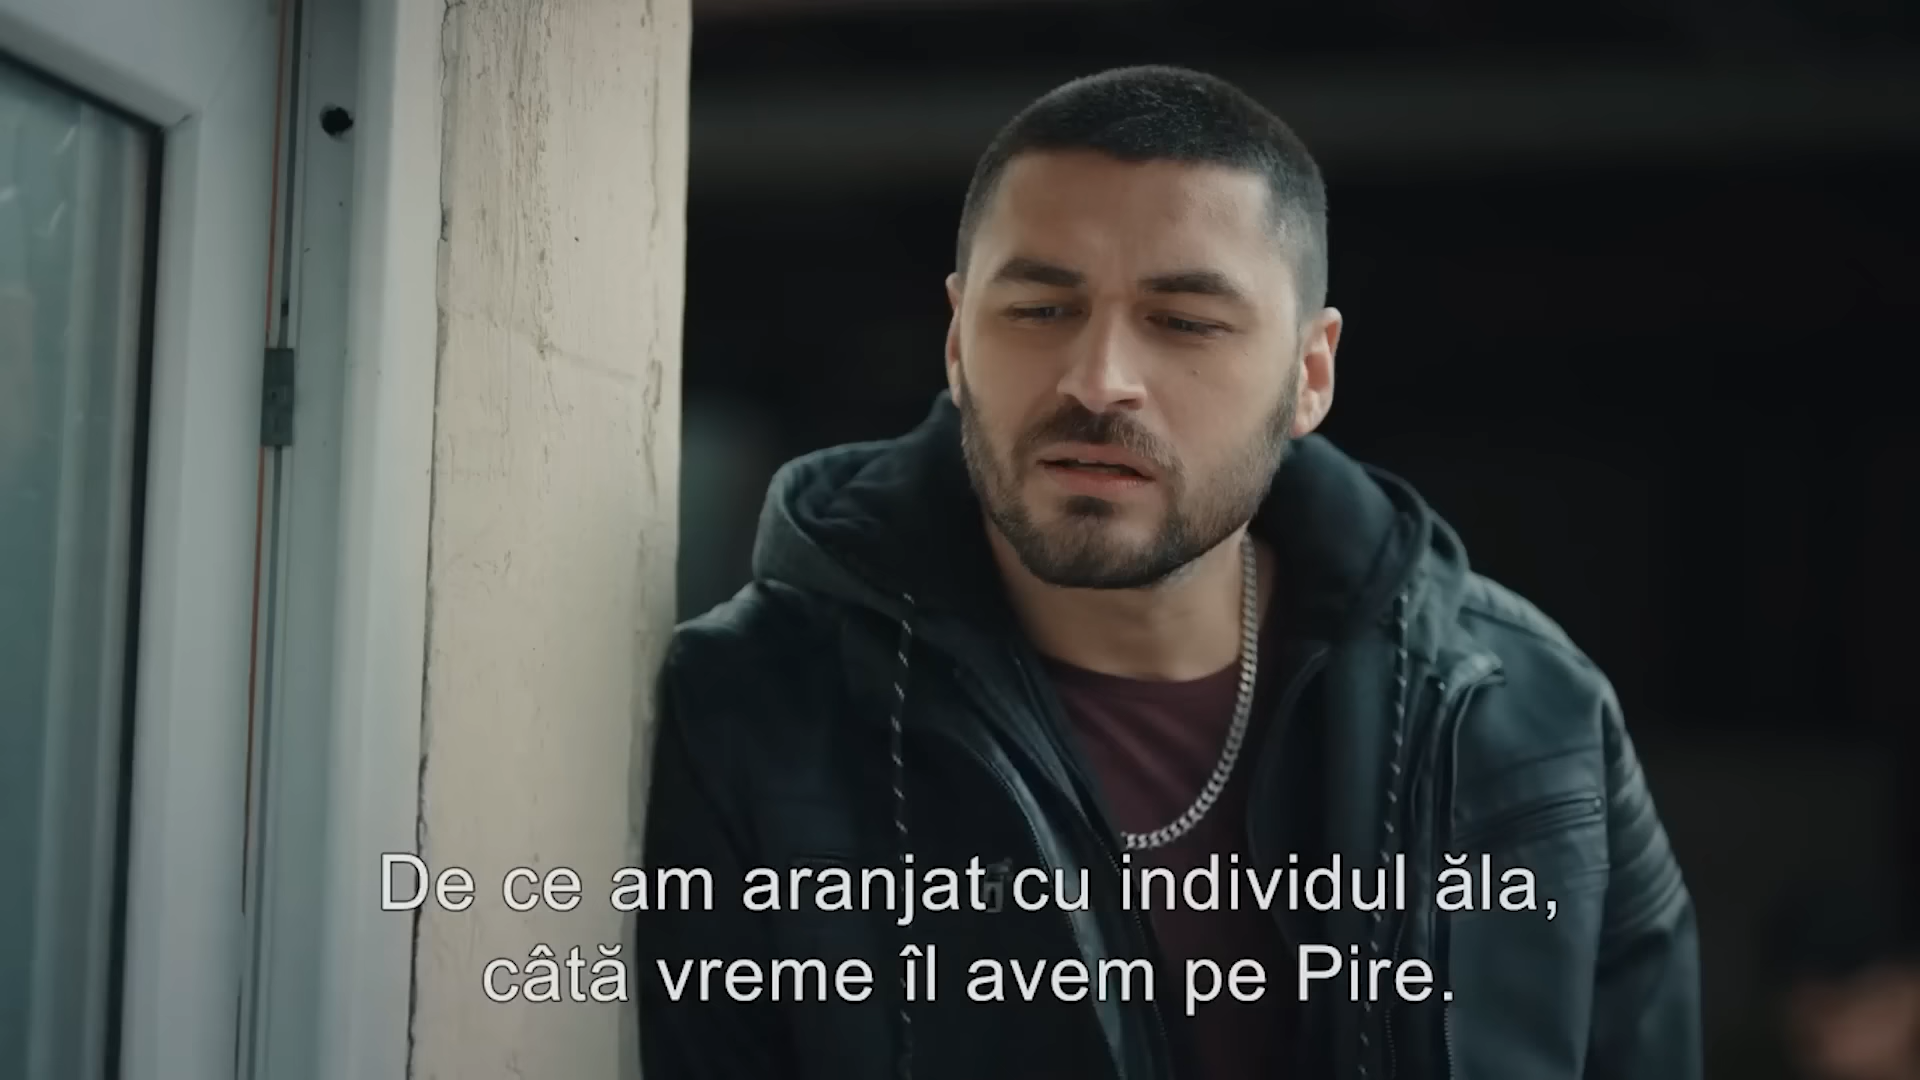 De ce am aranjat cu individul ăla,
câtă vreme îl avem pe Pire.